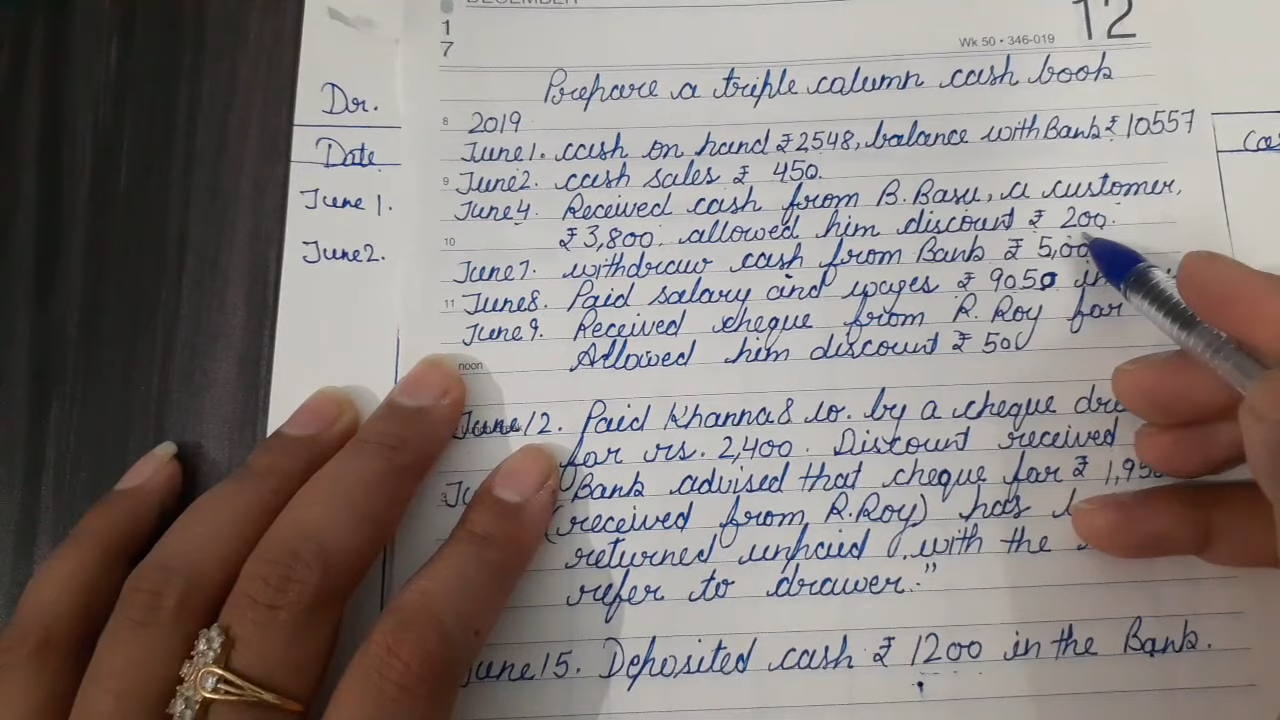 DECEMBER
1
7
12
Wk 50 • 346-019
Prepare a triple column cash book
Dr.
8 2019
June 1. cash on hand ₹ 2548, balance with Bank ₹ 10557
Date
9 June 2. cash sales ₹ 450.
June 4. Received cash from B. Basu, a customer,
June 1.
10 ₹ 3,800. allowed him discount ₹ 200.
June 2.
June 7. withdraw cash from Bank ₹
11 June 8. Paid salary and wages ₹ 9050
June 9. Received cheque from R. Roy for
noon Allowed him discount ₹
June 12. Paid Khanna & Co. by a cheque
for rs. 2,400. Discount received
Bank advised that cheque for ₹
(received from R. Roy) has
returned unpaid, with the
refer to drawer."
June 15. Deposited cash ₹ 1200 in the Bank.